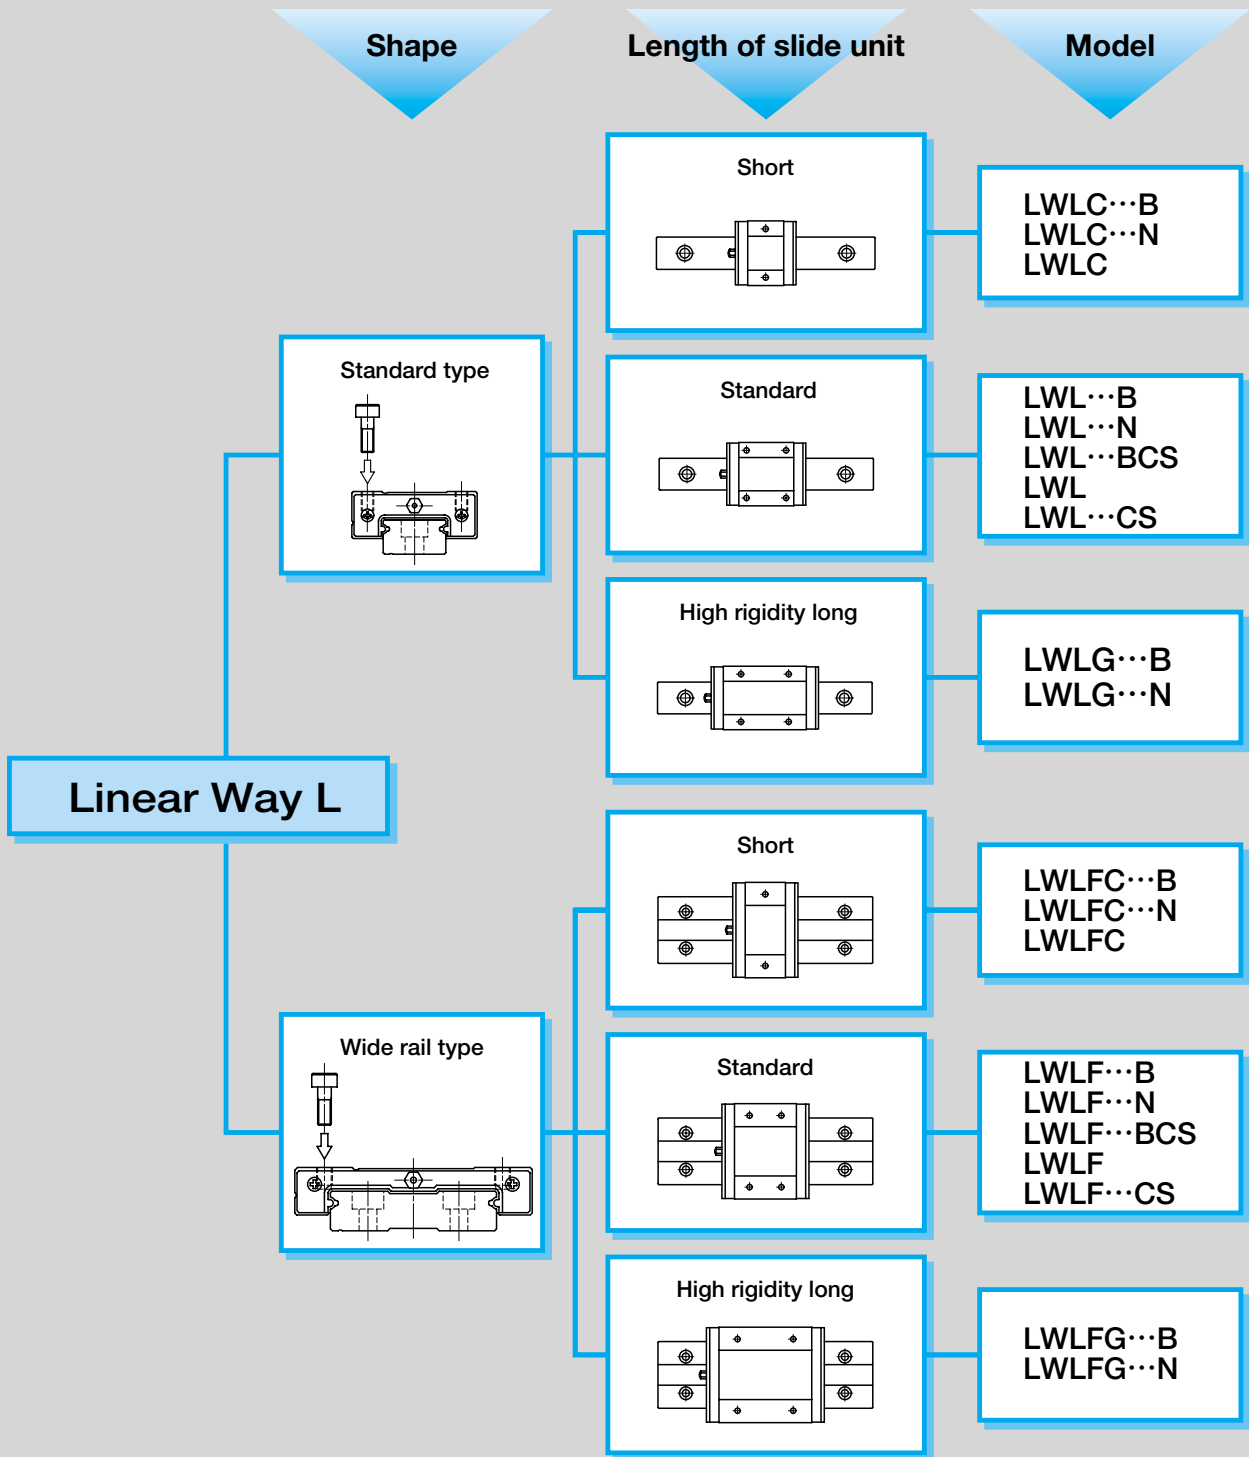 Shape
Length of slide unit
Model
Short
LWLC···B
LWLC···N
LWLC
Standard type
Standard
LWL···B
LWL···N
LWL···BCS
LWL
LWL···CS
High rigidity long
LWLG···B
LWLG···N
Linear Way L
Short
LWLFC···B
LWLFC···N
LWLFC
Wide rail type
Standard
LWLF···B
LWLF···N
LWLF···BCS
LWLF
LWLF···CS
High rigidity long
LWLFG···B
LWLFG···N